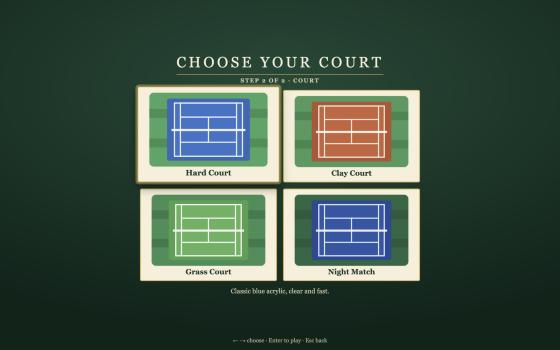 CHOOSE YOUR COURT
STEP 2 OF 2 · COURT
Hard Court
Clay Court
Grass Court
Night Match
Classic blue acrylic, clear and fast.
← → choose · Enter to play · Esc back